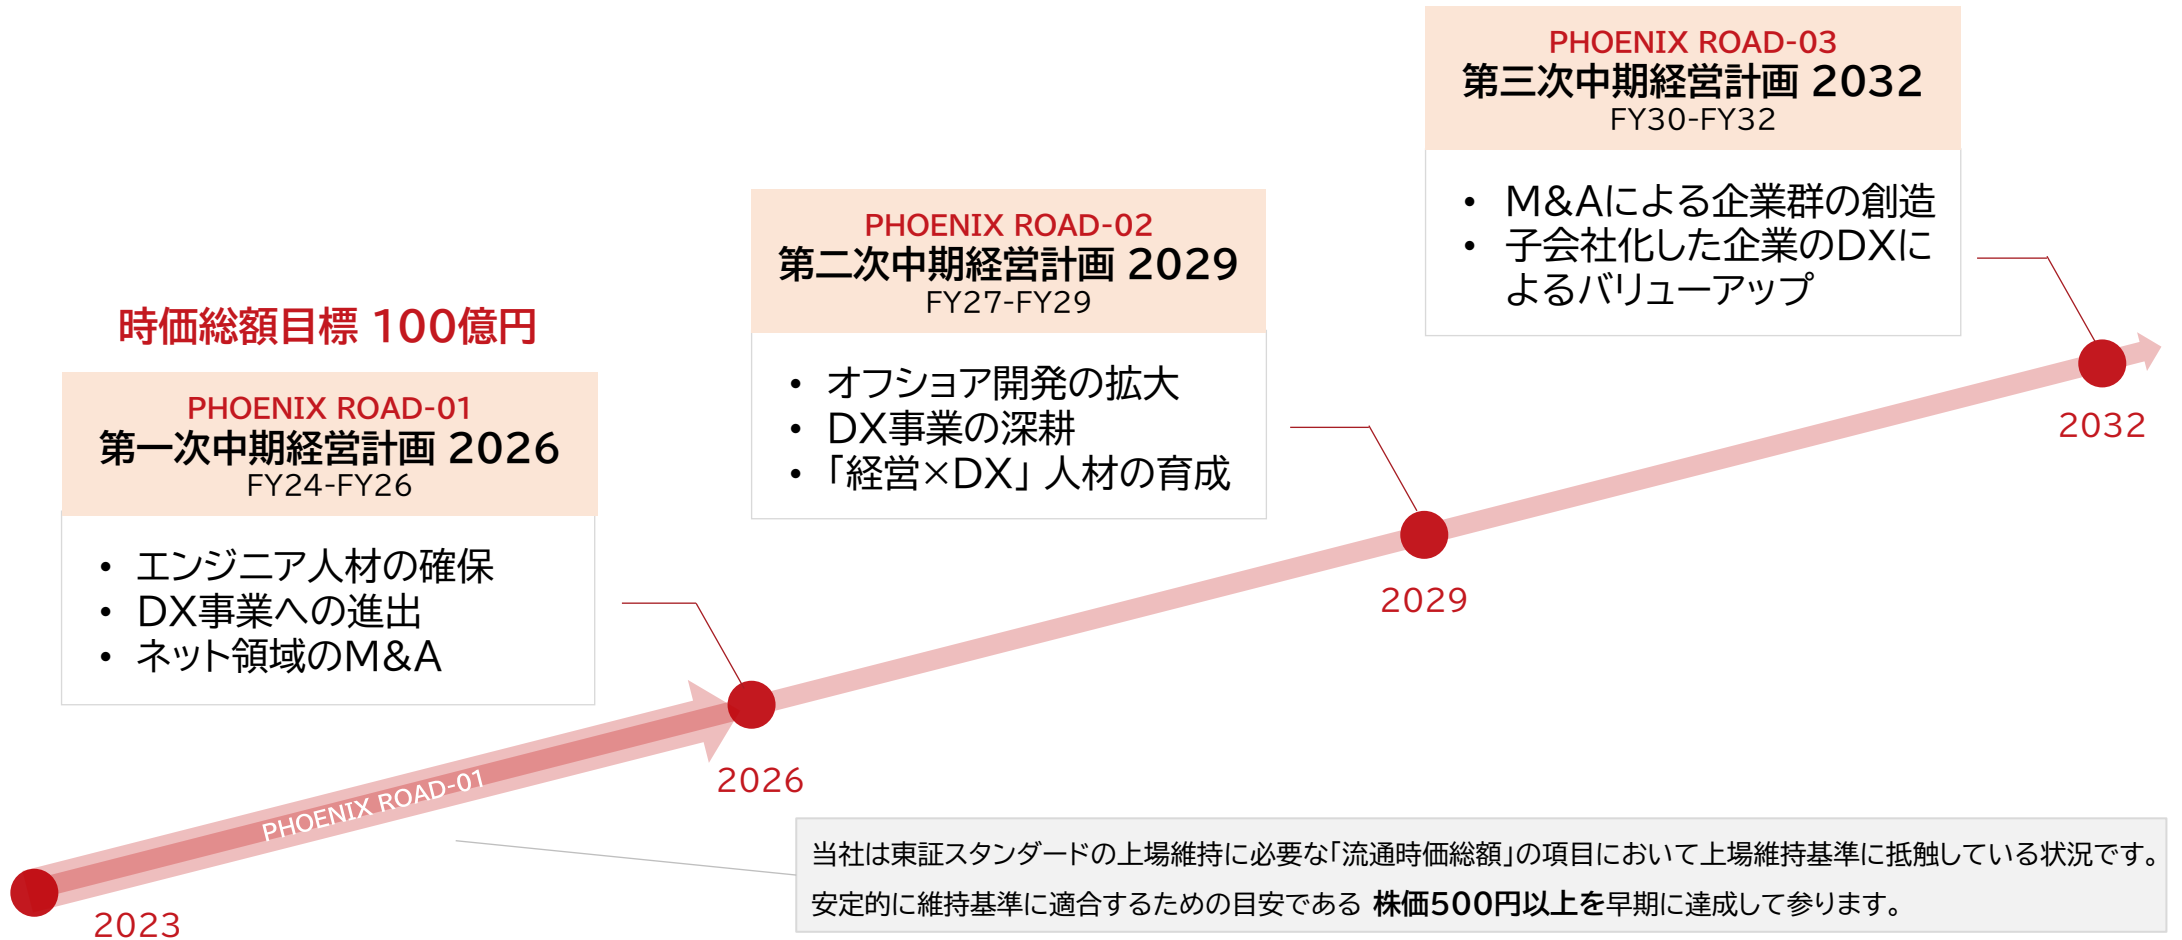 時価総額目標 100億円
PHOENIX ROAD-01
第一次中期経営計画 2026
FY24-FY26
• エンジニア人材の確保
• DX事業への進出
• ネット領域のM&A
PHOENIX ROAD-02
第二次中期経営計画 2029
FY27-FY29
• オフショア開発の拡大
• DX事業の深耕
• 「経営×DX」 人材の育成
PHOENIX ROAD-03
第三次中期経営計画 2032
FY30-FY32
• M&Aによる企業群の創造
• 子会社化した企業のDXに
よるバリューアップ
PHOENIX ROAD-01
2023
2026
2029
2032
当社は東証スタンダードの上場維持に必要な「流通時価総額」の項目において上場維持基準に抵触している状況です。
安定的に維持基準に適合するための目安である 株価500円以上を早期に達成して参ります。